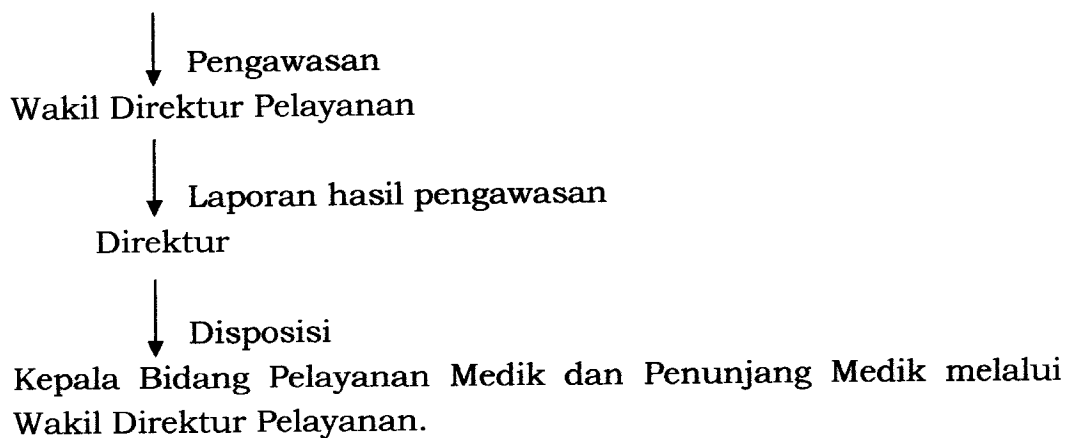 Pengawasan
Wakil Direktur Pelayanan
Laporan hasil pengawasan
Direktur
Disposisi
Kepala Bidang Pelayanan Medik dan Penunjang Medik melalui
Wakil Direktur Pelayanan.